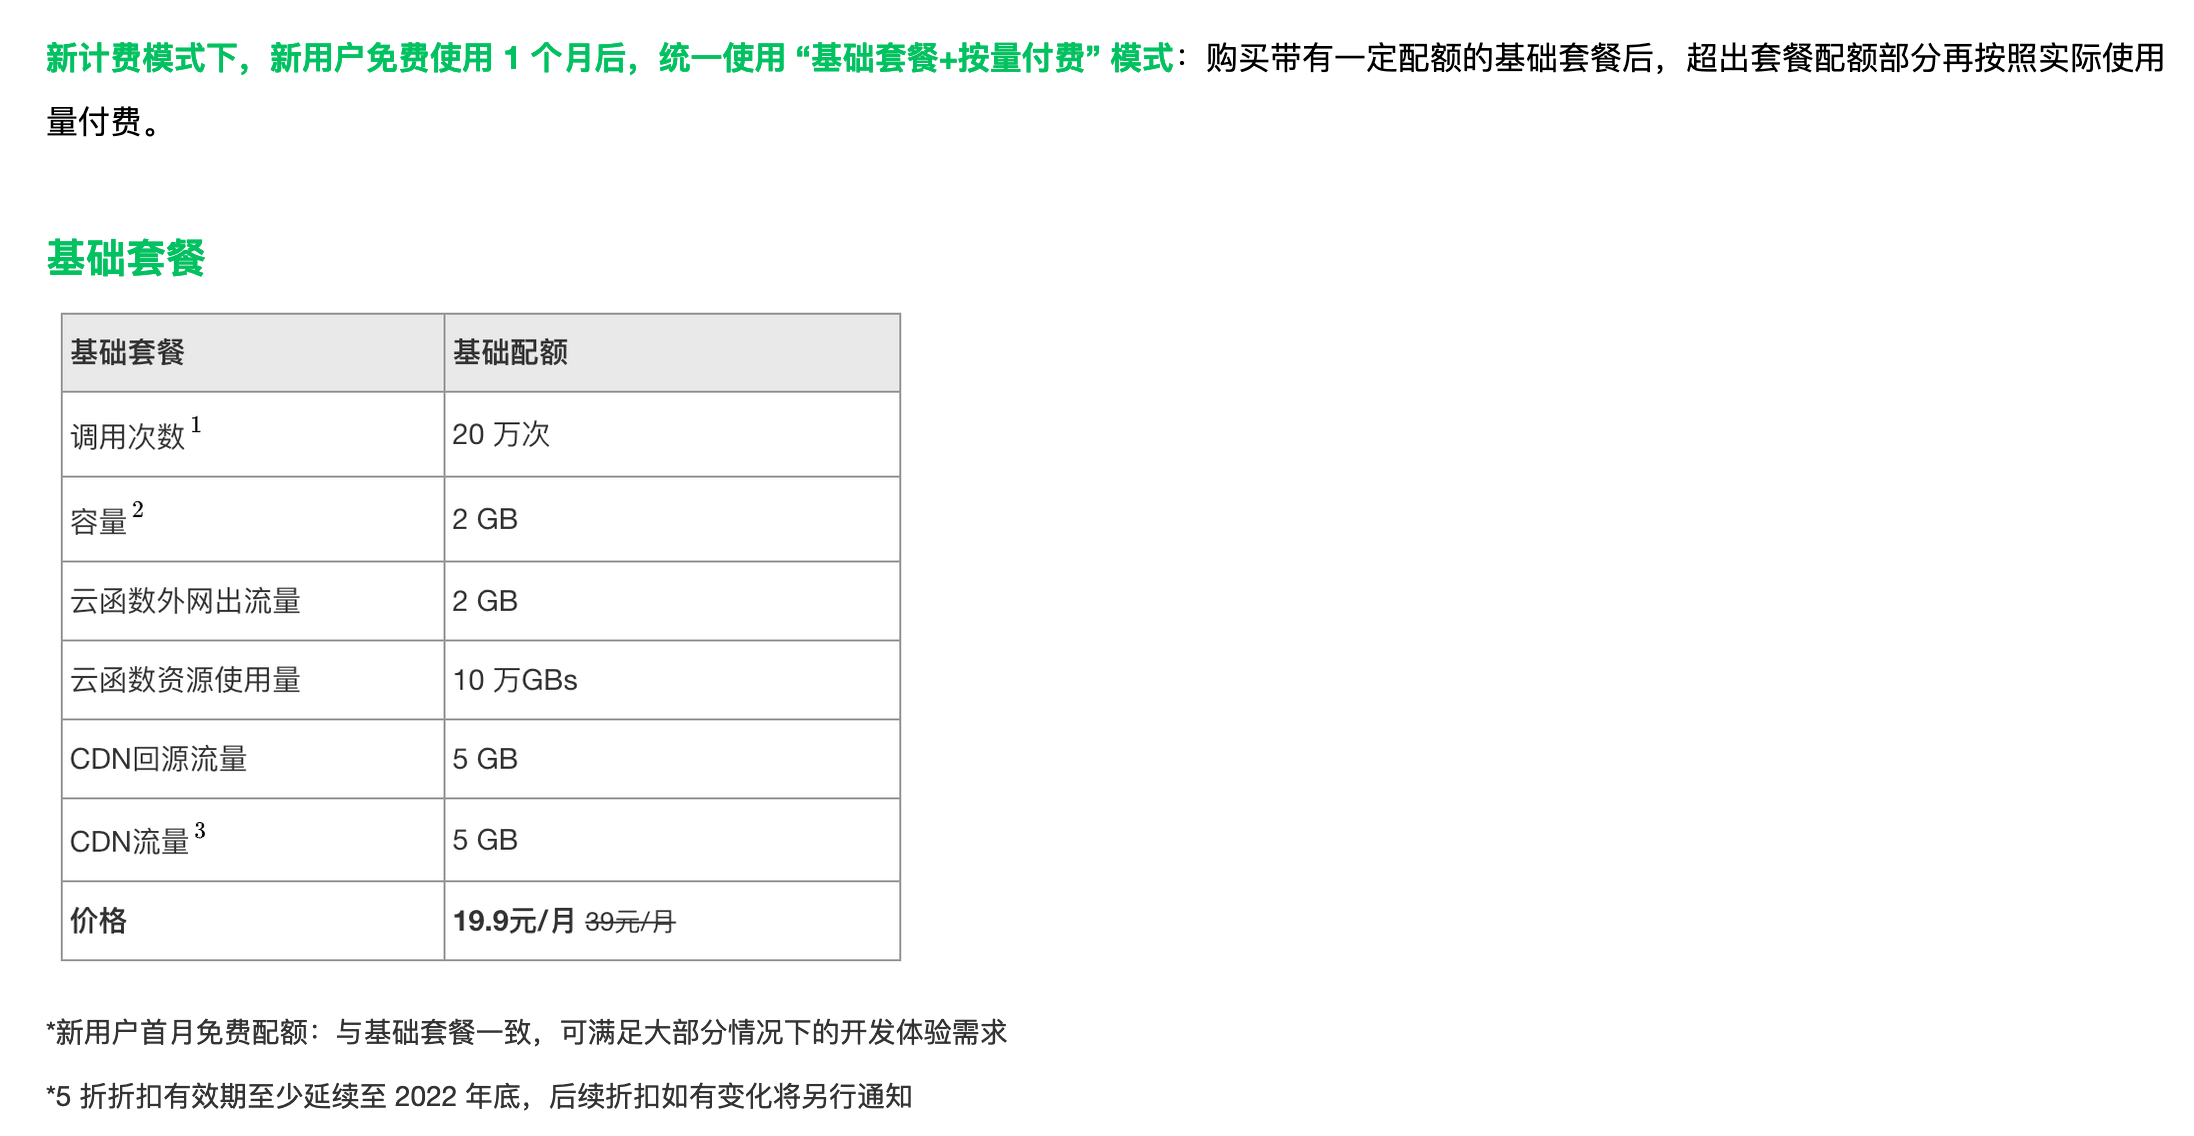 新计费模式下，新用户免费使用 1 个月后，统一使用 “基础套餐+按量付费” 模式：购买带有一定配额的基础套餐后，超出套餐配额部分再按照实际使用
量付费。
基础套餐
基础套餐 基础配额
调用次数 1 20 万次
容量 2 2 GB
云函数外网出流量 2 GB
云函数资源使用量 10 万GBs
CDN回源流量 5 GB
CDN流量 3 5 GB
价格 19.9元/月 39元/月
*新用户首月免费配额：与基础套餐一致，可满足大部分情况下的开发体验需求
*5 折折扣有效期至少延续至 2022 年底，后续折扣如有变化将另行通知